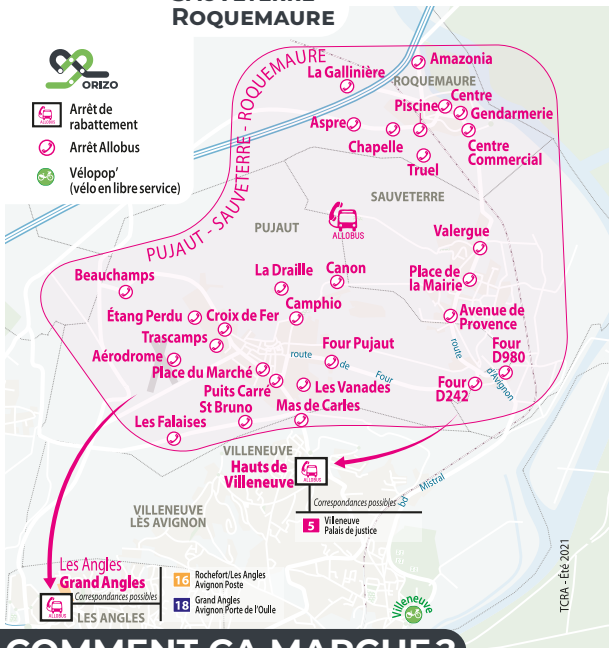 ROQUEMAURE
ORIZO
ALLOBUS
Arrêt de
rabattement
Arrêt Allobus
Vélopop'
(vélo en libre service)
PUJAUT - SAUVETERRE - ROQUEMAURE
La Gallinière
Amazonia
ROQUEMAURE
Centre
Piscine
Gendarmerie
Aspre
Chapelle
Centre
Commercial
Truel
SAUVETERRE
PUJAUT
ALLOBUS
Valergue
Beauchamps
La Draille
Canon
Place de
la Mairie
Camphio
Étang Perdu
Croix de Fer
Avenue de
Provence
Trascamps
Four Pujaut
Four
D980
Aérodrome
route de Four
route d'Avignon
Place du Marché
Puits Carré
Les Vanades
Four
D242
St Bruno
Mas de Carles
Les Falaises
VILLENEUVE
Hauts de
Villeneuve
ALLOBUS
Correspondances possibles
bd Mistral
5 Villeneuve
Palais de justice
VILLENEUVE
LÈS AVIGNON
Les Angles
Grand Angles
Correspondances possibles
ALLOBUS
LES ANGLES
16 Rochefort/Les Angles
Avignon Poste
18 Grand Angles
Avignon Porte de l'Oulle
Villeneuve
TCRA - Été 2021
COMMENT ÇA MARCHE ?